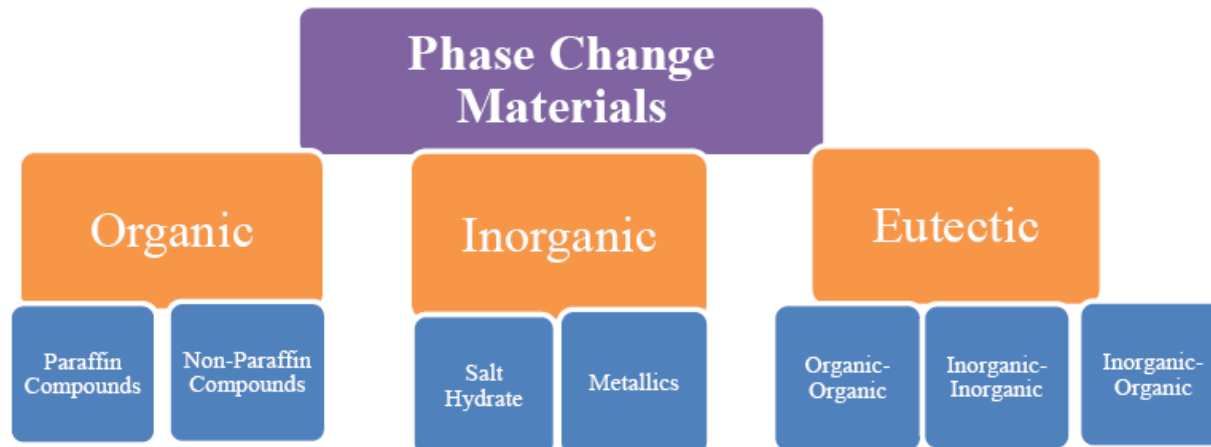 Phase Change
Materials
Organic
Inorganic
Eutectic
Paraffin
Compounds
Non-Paraffin
Compounds
Salt
Hydrate
Metallics
Organic-
Organic
Inorganic-
Inorganic
Inorganic-
Organic